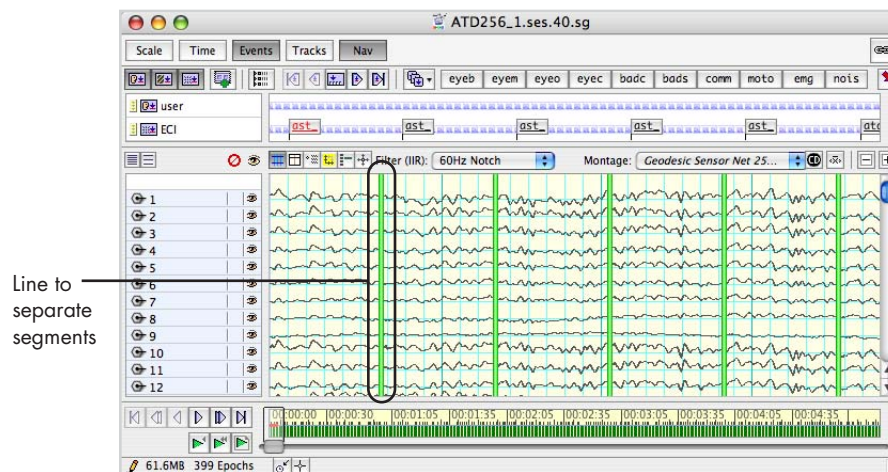 ATD256_1.ses.40.sg
Scale Time Events Tracks Nav
eyeb eyem eyeo eyec badc bads comm moto emg nois
user
ECI
ast_ ast_ ast_ ast_ ast_
Filter (IIR): 60Hz Notch Montage: Geodesic Sensor Net 25...
1
2
3
4
5
6
7
8
9
10
11
12
Line to
separate
segments
00:00:00 00:00:30 00:01:05 00:01:35 00:02:05 00:02:35 00:03:05 00:03:35 00:04:05 00:04:35
61.6MB 399 Epochs